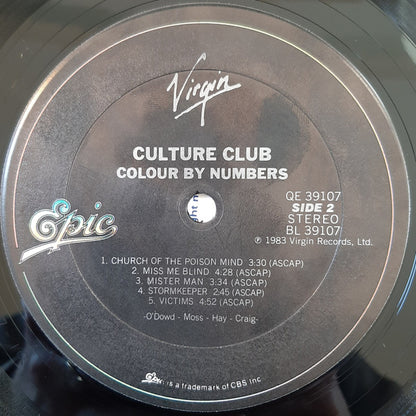 Virgin
CULTURE CLUB
COLOUR BY NUMBERS
QE 39107
SIDE 2
STEREO
BL 39107
℗ 1983 Virgin Records, Ltd.
Epic
1. CHURCH OF THE POISON MIND 3:30 (ASCAP)
2. MISS ME BLIND 4:28 (ASCAP)
3. MISTER MAN 3:34 (ASCAP)
4. STORMKEEPER 2:45 (ASCAP)
5. VICTIMS 4:52 (ASCAP)
-O'Dowd - Moss - Hay - Craig-
Epic is a trademark of CBS Inc.